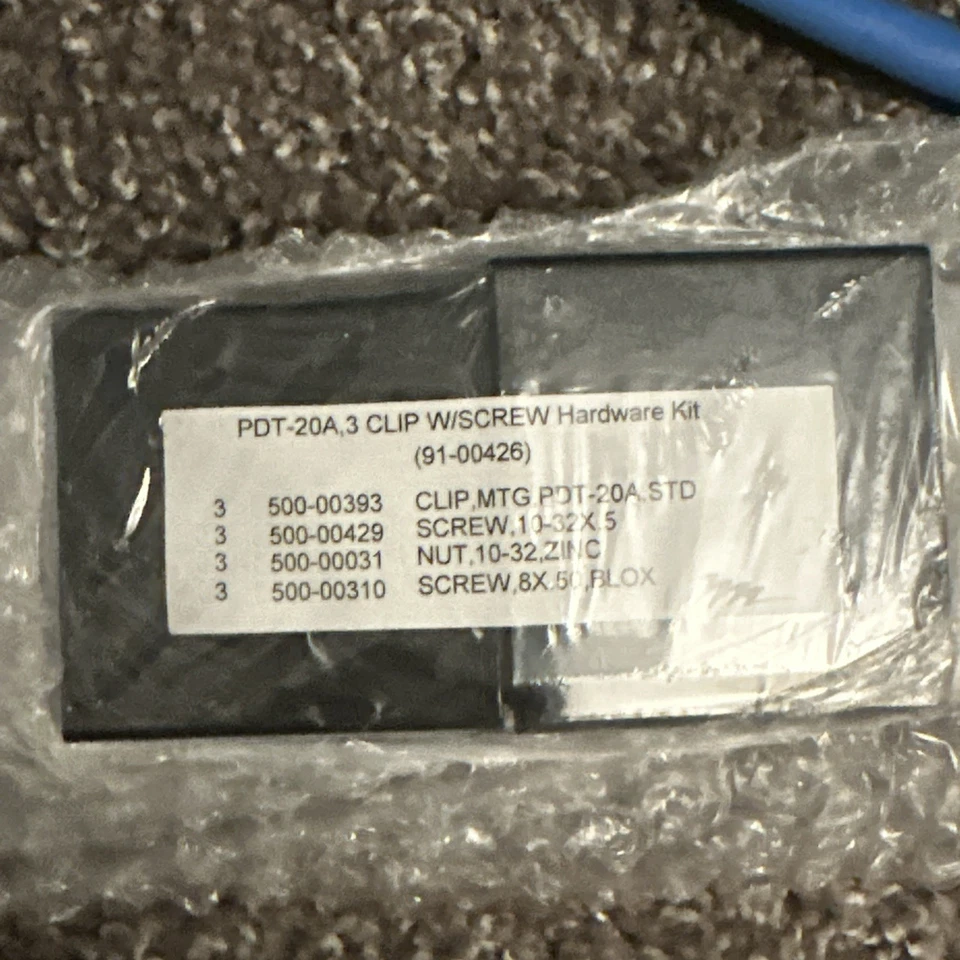 PDT-20A,3 CLIP W/SCREW Hardware Kit
(91-00426)
3 500-00393 CLIP,MTG,PDT-20A,STD
3 500-00429 SCREW,10-32X.5
3 500-00031 NUT,10-32,ZINC
3 500-00310 SCREW,8X.50,BLOX